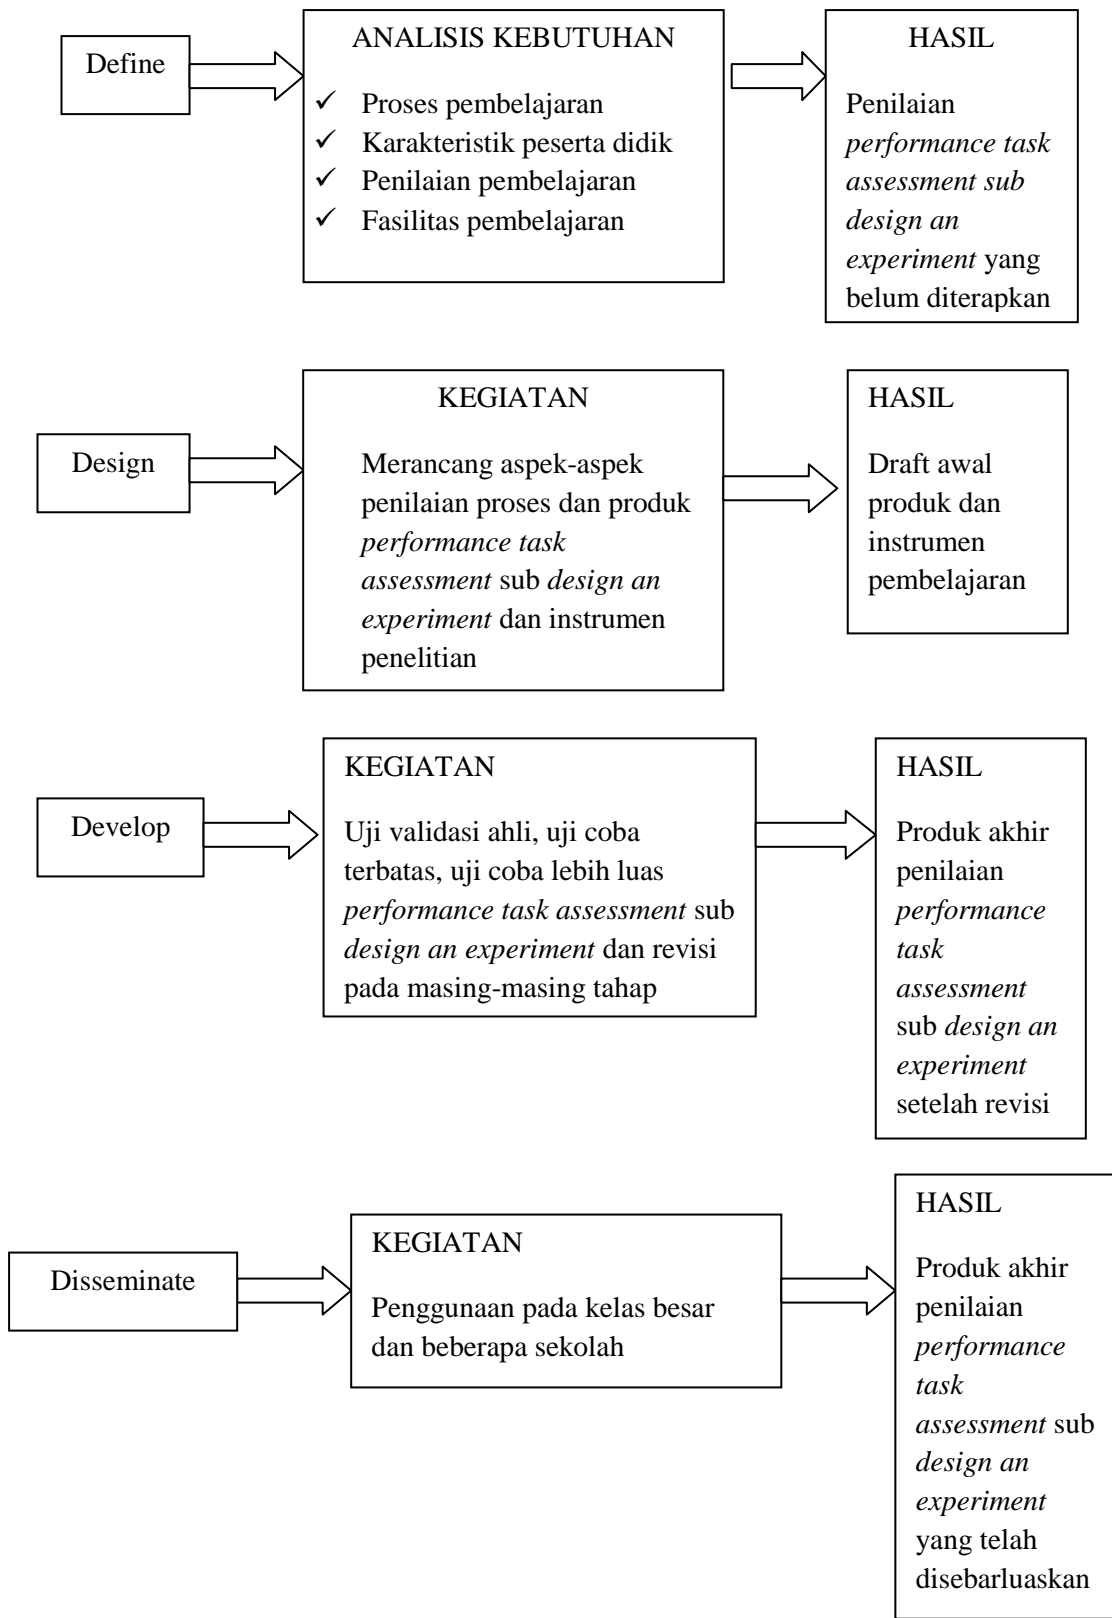 Define
ANALISIS KEBUTUHAN
✓ Proses pembelajaran
✓ Karakteristik peserta didik
✓ Penilaian pembelajaran
✓ Fasilitas pembelajaran
HASIL
Penilaian
performance task
assessment sub
design an
experiment yang
belum diterapkan
Design
KEGIATAN
Merancang aspek-aspek
penilaian proses dan produk
performance task
assessment sub design an
experiment dan instrumen
penelitian
HASIL
Draft awal
produk dan
instrumen
pembelajaran
Develop
KEGIATAN
Uji validasi ahli, uji coba
terbatas, uji coba lebih luas
performance task assessment sub
design an experiment dan revisi
pada masing-masing tahap
HASIL
Produk akhir
penilaian
performance
task
assessment
sub design an
experiment
setelah revisi
Disseminate
KEGIATAN
Penggunaan pada kelas besar
dan beberapa sekolah
HASIL
Produk akhir
penilaian
performance
task
assessment sub
design an
experiment
yang telah
disebarluaskan